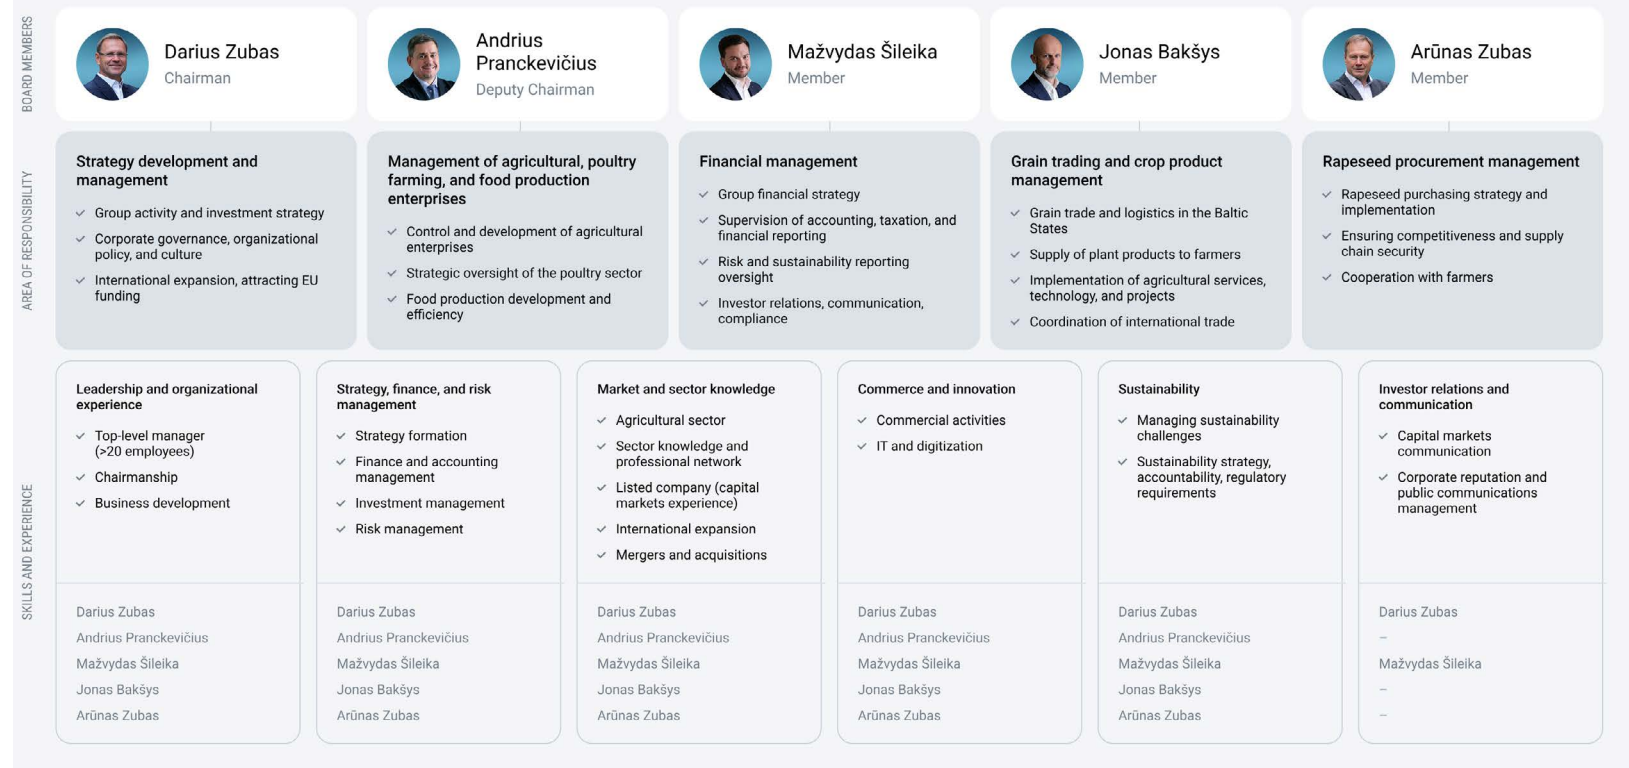 BOARD MEMBERS
Darius Zubas
Chairman
Andrius
Pranckevičius
Deputy Chairman
Mažvydas Šileika
Member
Jonas Bakšys
Member
Arūnas Zubas
Member
AREA OF RESPONSIBILITY
Strategy development and
management
Group activity and investment strategy
Corporate governance, organizational
policy, and culture
International expansion, attracting EU
funding
Management of agricultural, poultry
farming, and food production
enterprises
Control and development of agricultural
enterprises
Strategic oversight of the poultry sector
Food production development and
efficiency
Financial management
Group financial strategy
Supervision of accounting, taxation, and
financial reporting
Risk and sustainability reporting
oversight
Investor relations, communication,
compliance
Grain trading and crop product
management
Grain trade and logistics in the Baltic
States
Supply of plant products to farmers
Implementation of agricultural services,
technology, and projects
Coordination of international trade
Rapeseed procurement management
Rapeseed purchasing strategy and
implementation
Ensuring competitiveness and supply
chain security
Cooperation with farmers
SKILLS AND EXPERIENCE
Leadership and organizational
experience
Top-level manager
(>20 employees)
Chairmanship
Business development
Darius Zubas
Andrius Pranckevičius
Mažvydas Šileika
Jonas Bakšys
Arūnas Zubas
Strategy, finance, and risk
management
Strategy formation
Finance and accounting
management
Investment management
Risk management
Darius Zubas
Andrius Pranckevičius
Mažvydas Šileika
Jonas Bakšys
Arūnas Zubas
Market and sector knowledge
Agricultural sector
Sector knowledge and
professional network
Listed company (capital
markets experience)
International expansion
Mergers and acquisitions
Darius Zubas
Andrius Pranckevičius
Mažvydas Šileika
Jonas Bakšys
Arūnas Zubas
Commerce and innovation
Commercial activities
IT and digitization
Darius Zubas
Andrius Pranckevičius
Mažvydas Šileika
Jonas Bakšys
Arūnas Zubas
Sustainability
Managing sustainability
challenges
Sustainability strategy,
accountability, regulatory
requirements
Darius Zubas
Andrius Pranckevičius
Mažvydas Šileika
Jonas Bakšys
Arūnas Zubas
Investor relations and
communication
Capital markets
communication
Corporate reputation and
public communications
management
Darius Zubas
–
Mažvydas Šileika
–
–